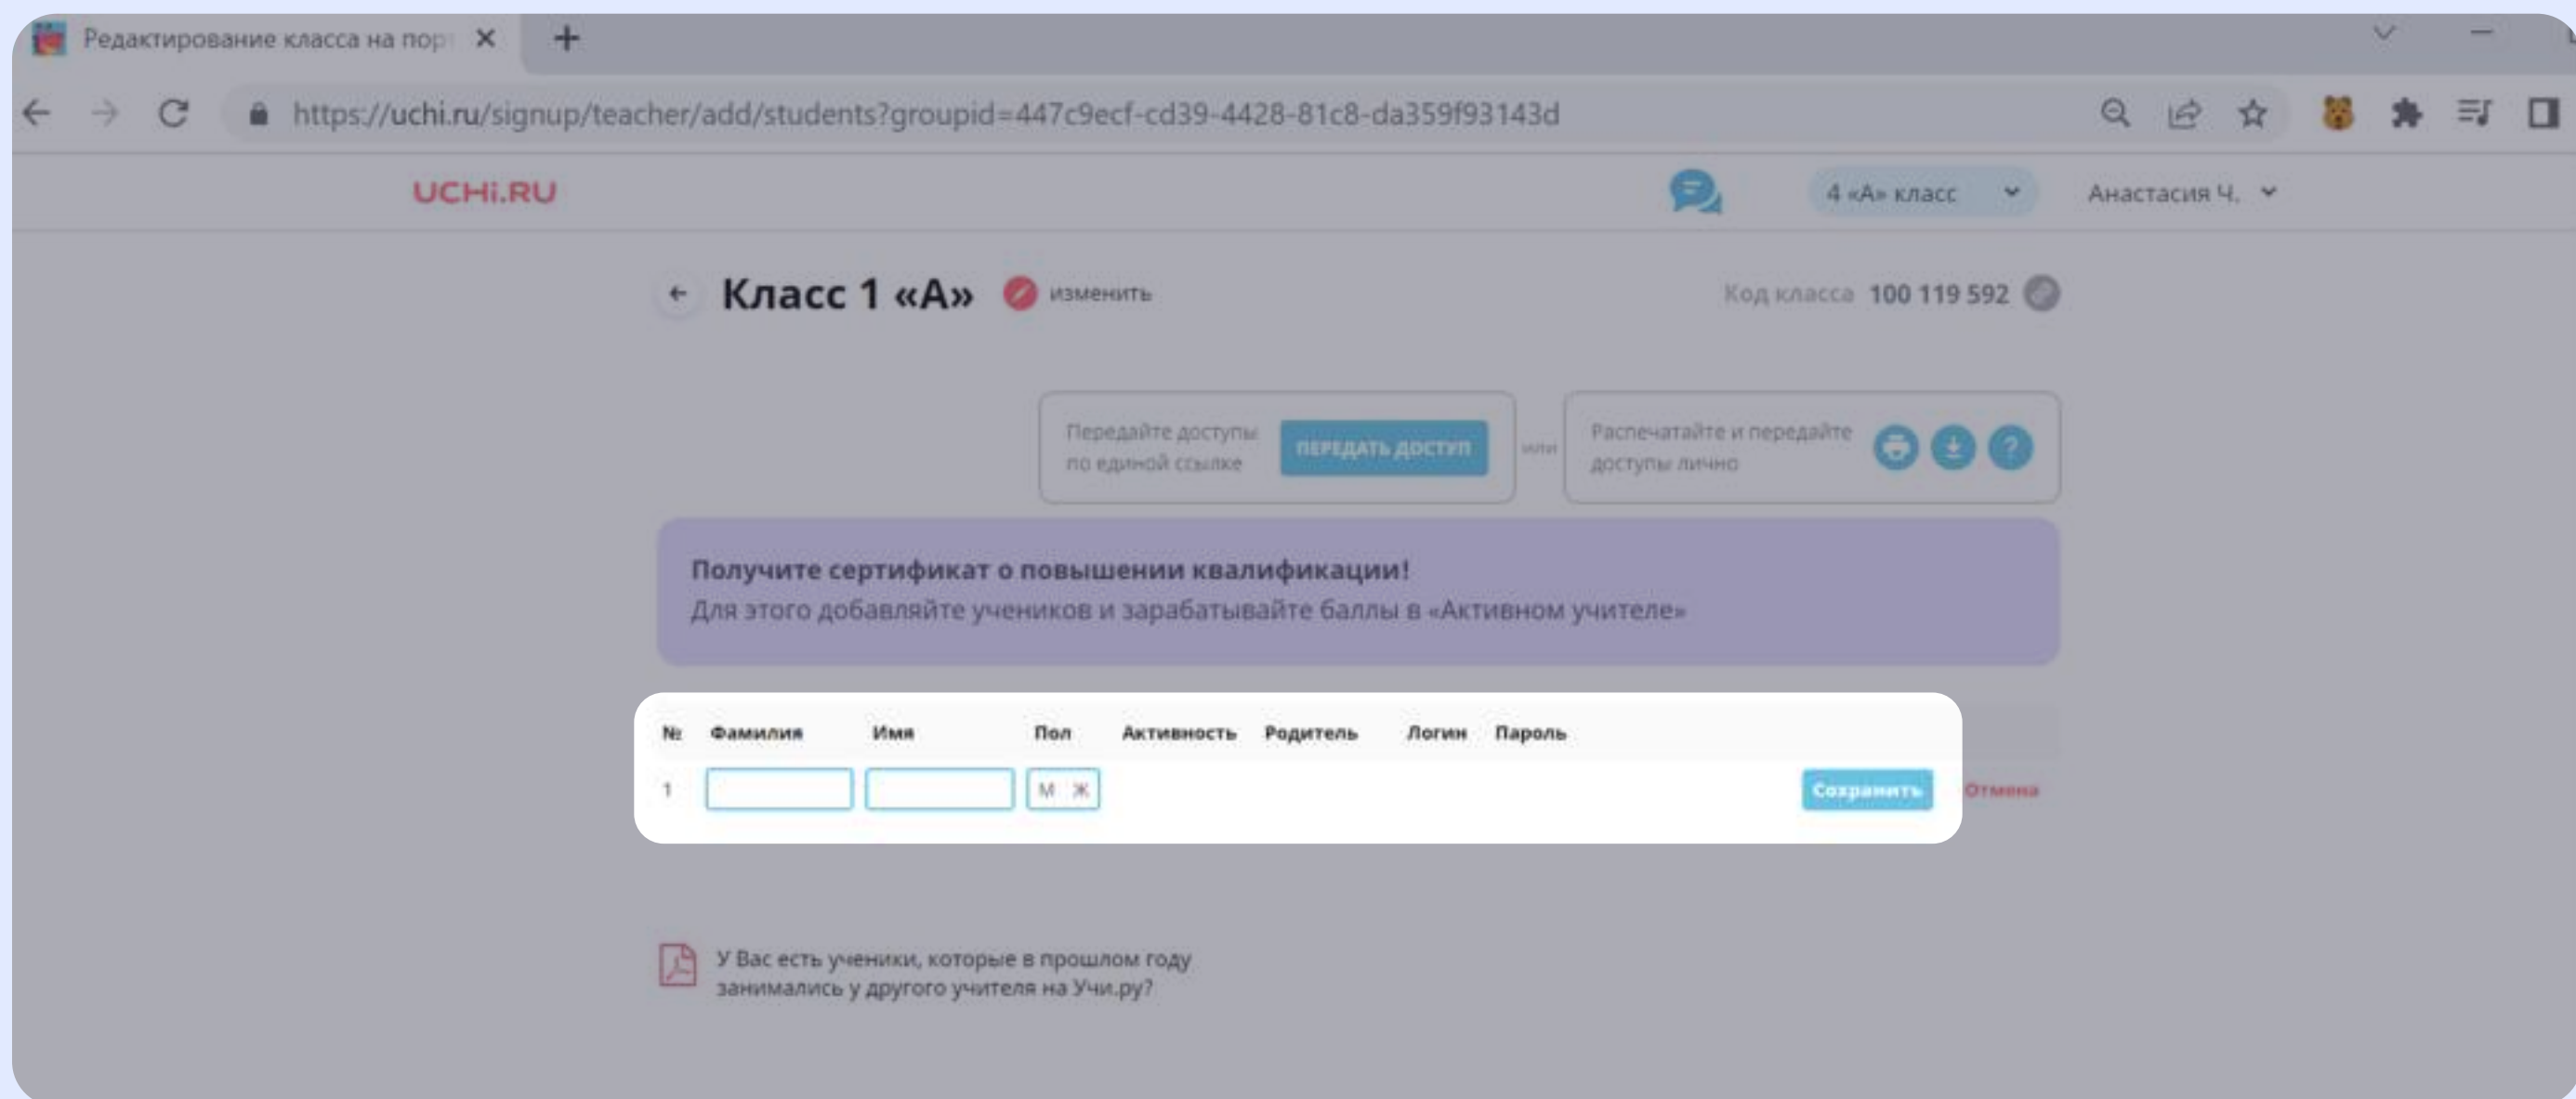 Редактирование класса на пор
https://uchi.ru/signup/teacher/add/students?groupid=447c9ecf-cd39-4428-81c8-da359f93143d
UCHi.RU
4 «А» класс
Анастасия Ч.
Класс 1 «А»
изменить
Код класса 100 119 592
Передайте доступы
по единой ссылке
ПЕРЕДАТЬ ДОСТУП
или
Распечатайте и передайте
доступы лично
?
Получите сертификат о повышении квалификации!
Для этого добавляйте учеников и зарабатывайте баллы в «Активном учителе»
№ Фамилия Имя Пол Активность Родитель Логин Пароль
1 М Ж Сохранить Отмена
У Вас есть ученики, которые в прошлом году
занимались у другого учителя на Учи.ру?